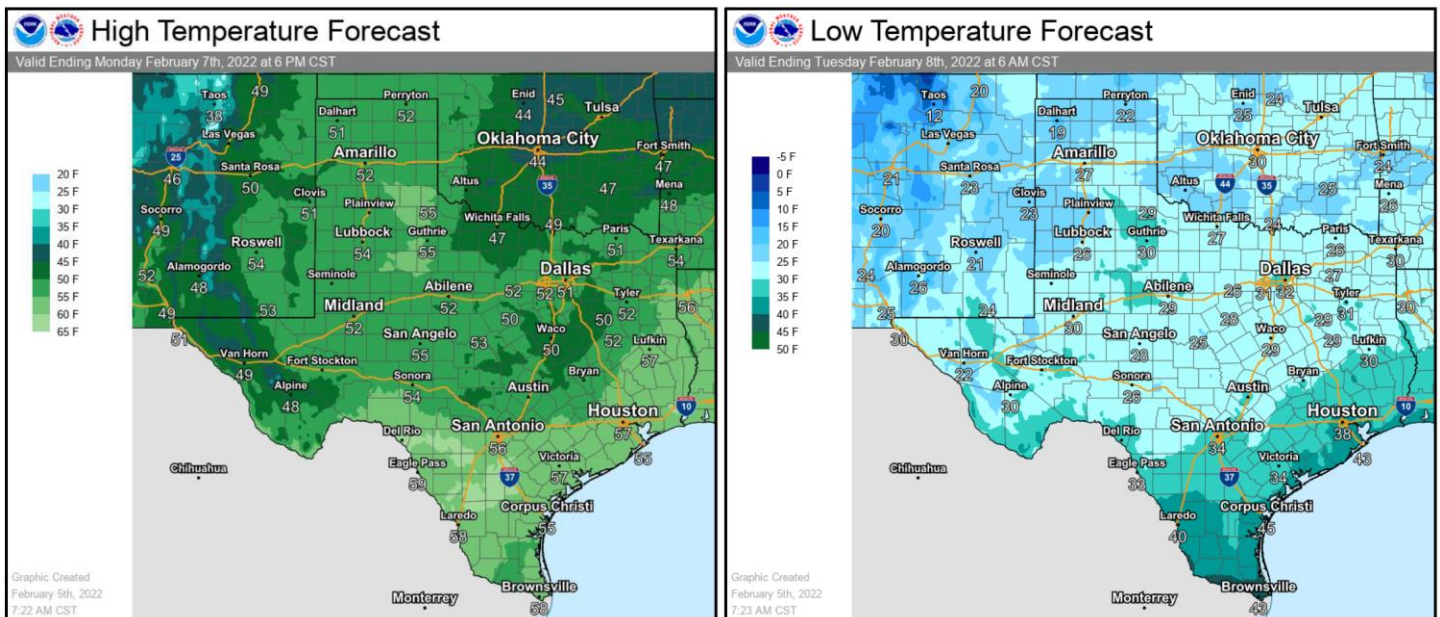 High Temperature Forecast
Valid Ending Monday February 7th, 2022 at 6 PM CST
20 F
25 F
30 F
35 F
40 F
45 F
50 F
55 F
60 F
65 F
49
Taos
38
Dalhart
51
Perryton
52
Enid
44
45
Tulsa
Las Vegas
25
46
Santa Rosa
50
Amarillo
52
Oklahoma City
44
Fort Smith
47
35
Clovis
51
Altus
47
Mena
48
Socorro
49
Plainview
55
Roswell
54
Lubbock
54
Guthrie
55
Wichita Falls
47
49
Paris
51
Texarkana
54
52
Alamogordo
48
Seminole
Dallas
52
51
49
53
Midland
52
Abilene
52
52
Tyler
52
56
51
San Angelo
55
53
50
Waco
50
50
52
Lufkin
57
Van Horn
49
Fort Stockton
Alpine
48
Sonora
54
Austin
Bryan
Houston
57
10
Del Rio
San Antonio
56
55
Chihuahua
Eagle Pass
59
37
Victoria
57
Corpus Christi
55
Laredo
58
Monterrey
Brownsville
58
Graphic Created
February 5th, 2022
7:22 AM CST
Low Temperature Forecast
Valid Ending Tuesday February 8th, 2022 at 6 AM CST
-5 F
0 F
5 F
10 F
15 F
20 F
25 F
30 F
35 F
40 F
45 F
50 F
20
Taos
12
Dalhart
19
Perryton
22
Enid
25
24
Tulsa
Las Vegas
21
Santa Rosa
23
Amarillo
27
Oklahoma City
30
Fort Smith
24
44
35
Clovis
23
Altus
25
Mena
26
Socorro
20
Plainview
29
Roswell
21
Lubbock
26
Guthrie
30
Wichita Falls
27
24
Paris
26
Texarkana
30
24
Alamogordo
26
Seminole
Dallas
31
32
27
25
24
Midland
30
Abilene
29
26
Tyler
31
30
30
San Angelo
28
25
28
Waco
29
29
29
Lufkin
30
Van Horn
22
Fort Stockton
Alpine
30
Sonora
26
Austin
Bryan
Houston
38
10
Del Rio
San Antonio
34
43
Chihuahua
Eagle Pass
33
37
Victoria
34
Corpus Christi
45
Laredo
40
Monterrey
Brownsville
43
Graphic Created
February 5th, 2022
7:23 AM CST